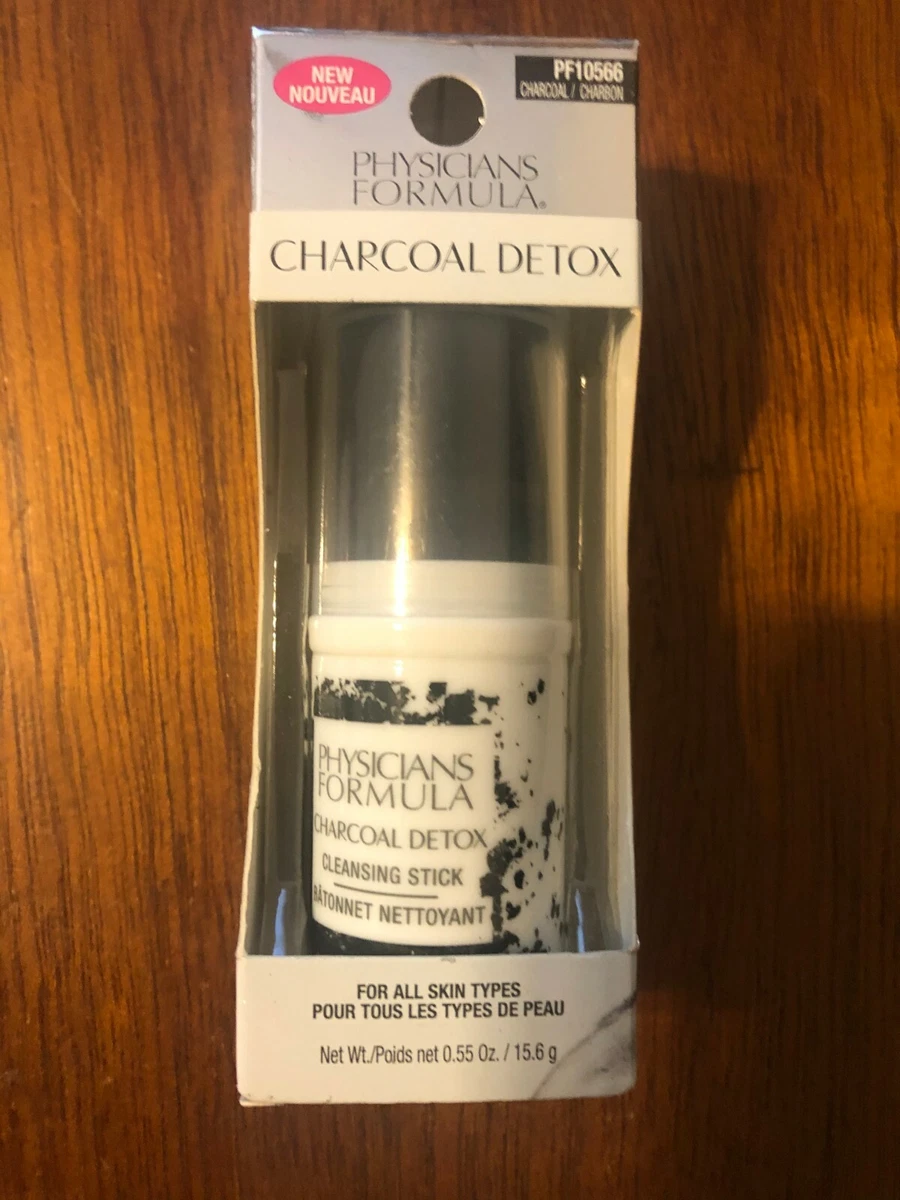 NEW
NOUVEAU
PF10566
CHARCOAL / CHARBON
PHYSICIANS
FORMULA®
CHARCOAL DETOX
PHYSICIANS
FORMULA
CHARCOAL DETOX
CLEANSING STICK
BÂTONNET NETTOYANT
FOR ALL SKIN TYPES
POUR TOUS LES TYPES DE PEAU
Net Wt./Poids net 0.55 Oz. / 15.6 g